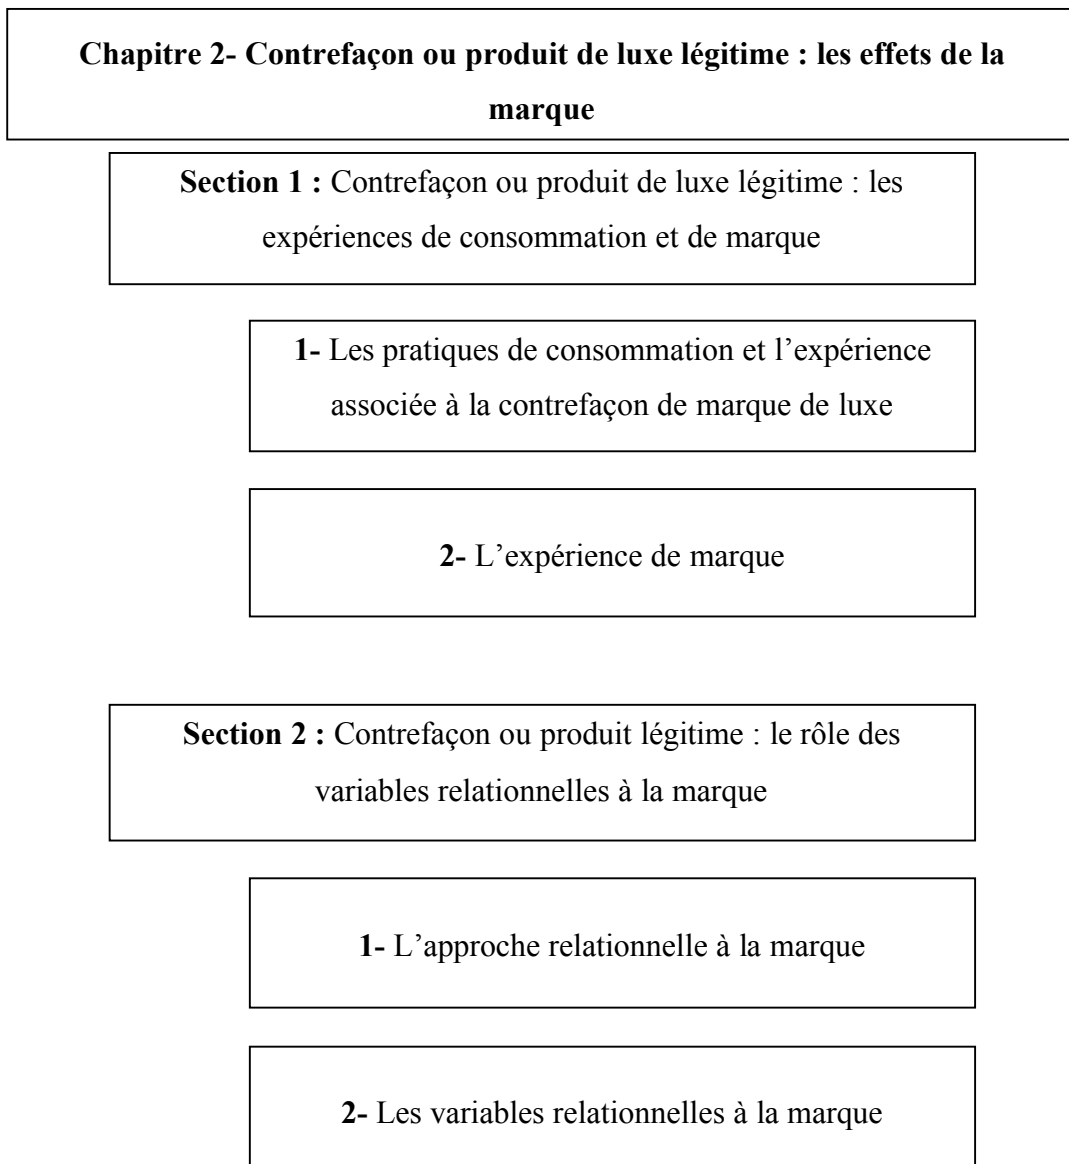 Chapitre 2- Contrefaçon ou produit de luxe légitime : les effets de la
marque
Section 1 : Contrefaçon ou produit de luxe légitime : les
expériences de consommation et de marque
1- Les pratiques de consommation et l’expérience
associée à la contrefaçon de marque de luxe
2- L’expérience de marque
Section 2 : Contrefaçon ou produit légitime : le rôle des
variables relationnelles à la marque
1- L’approche relationnelle à la marque
2- Les variables relationnelles à la marque